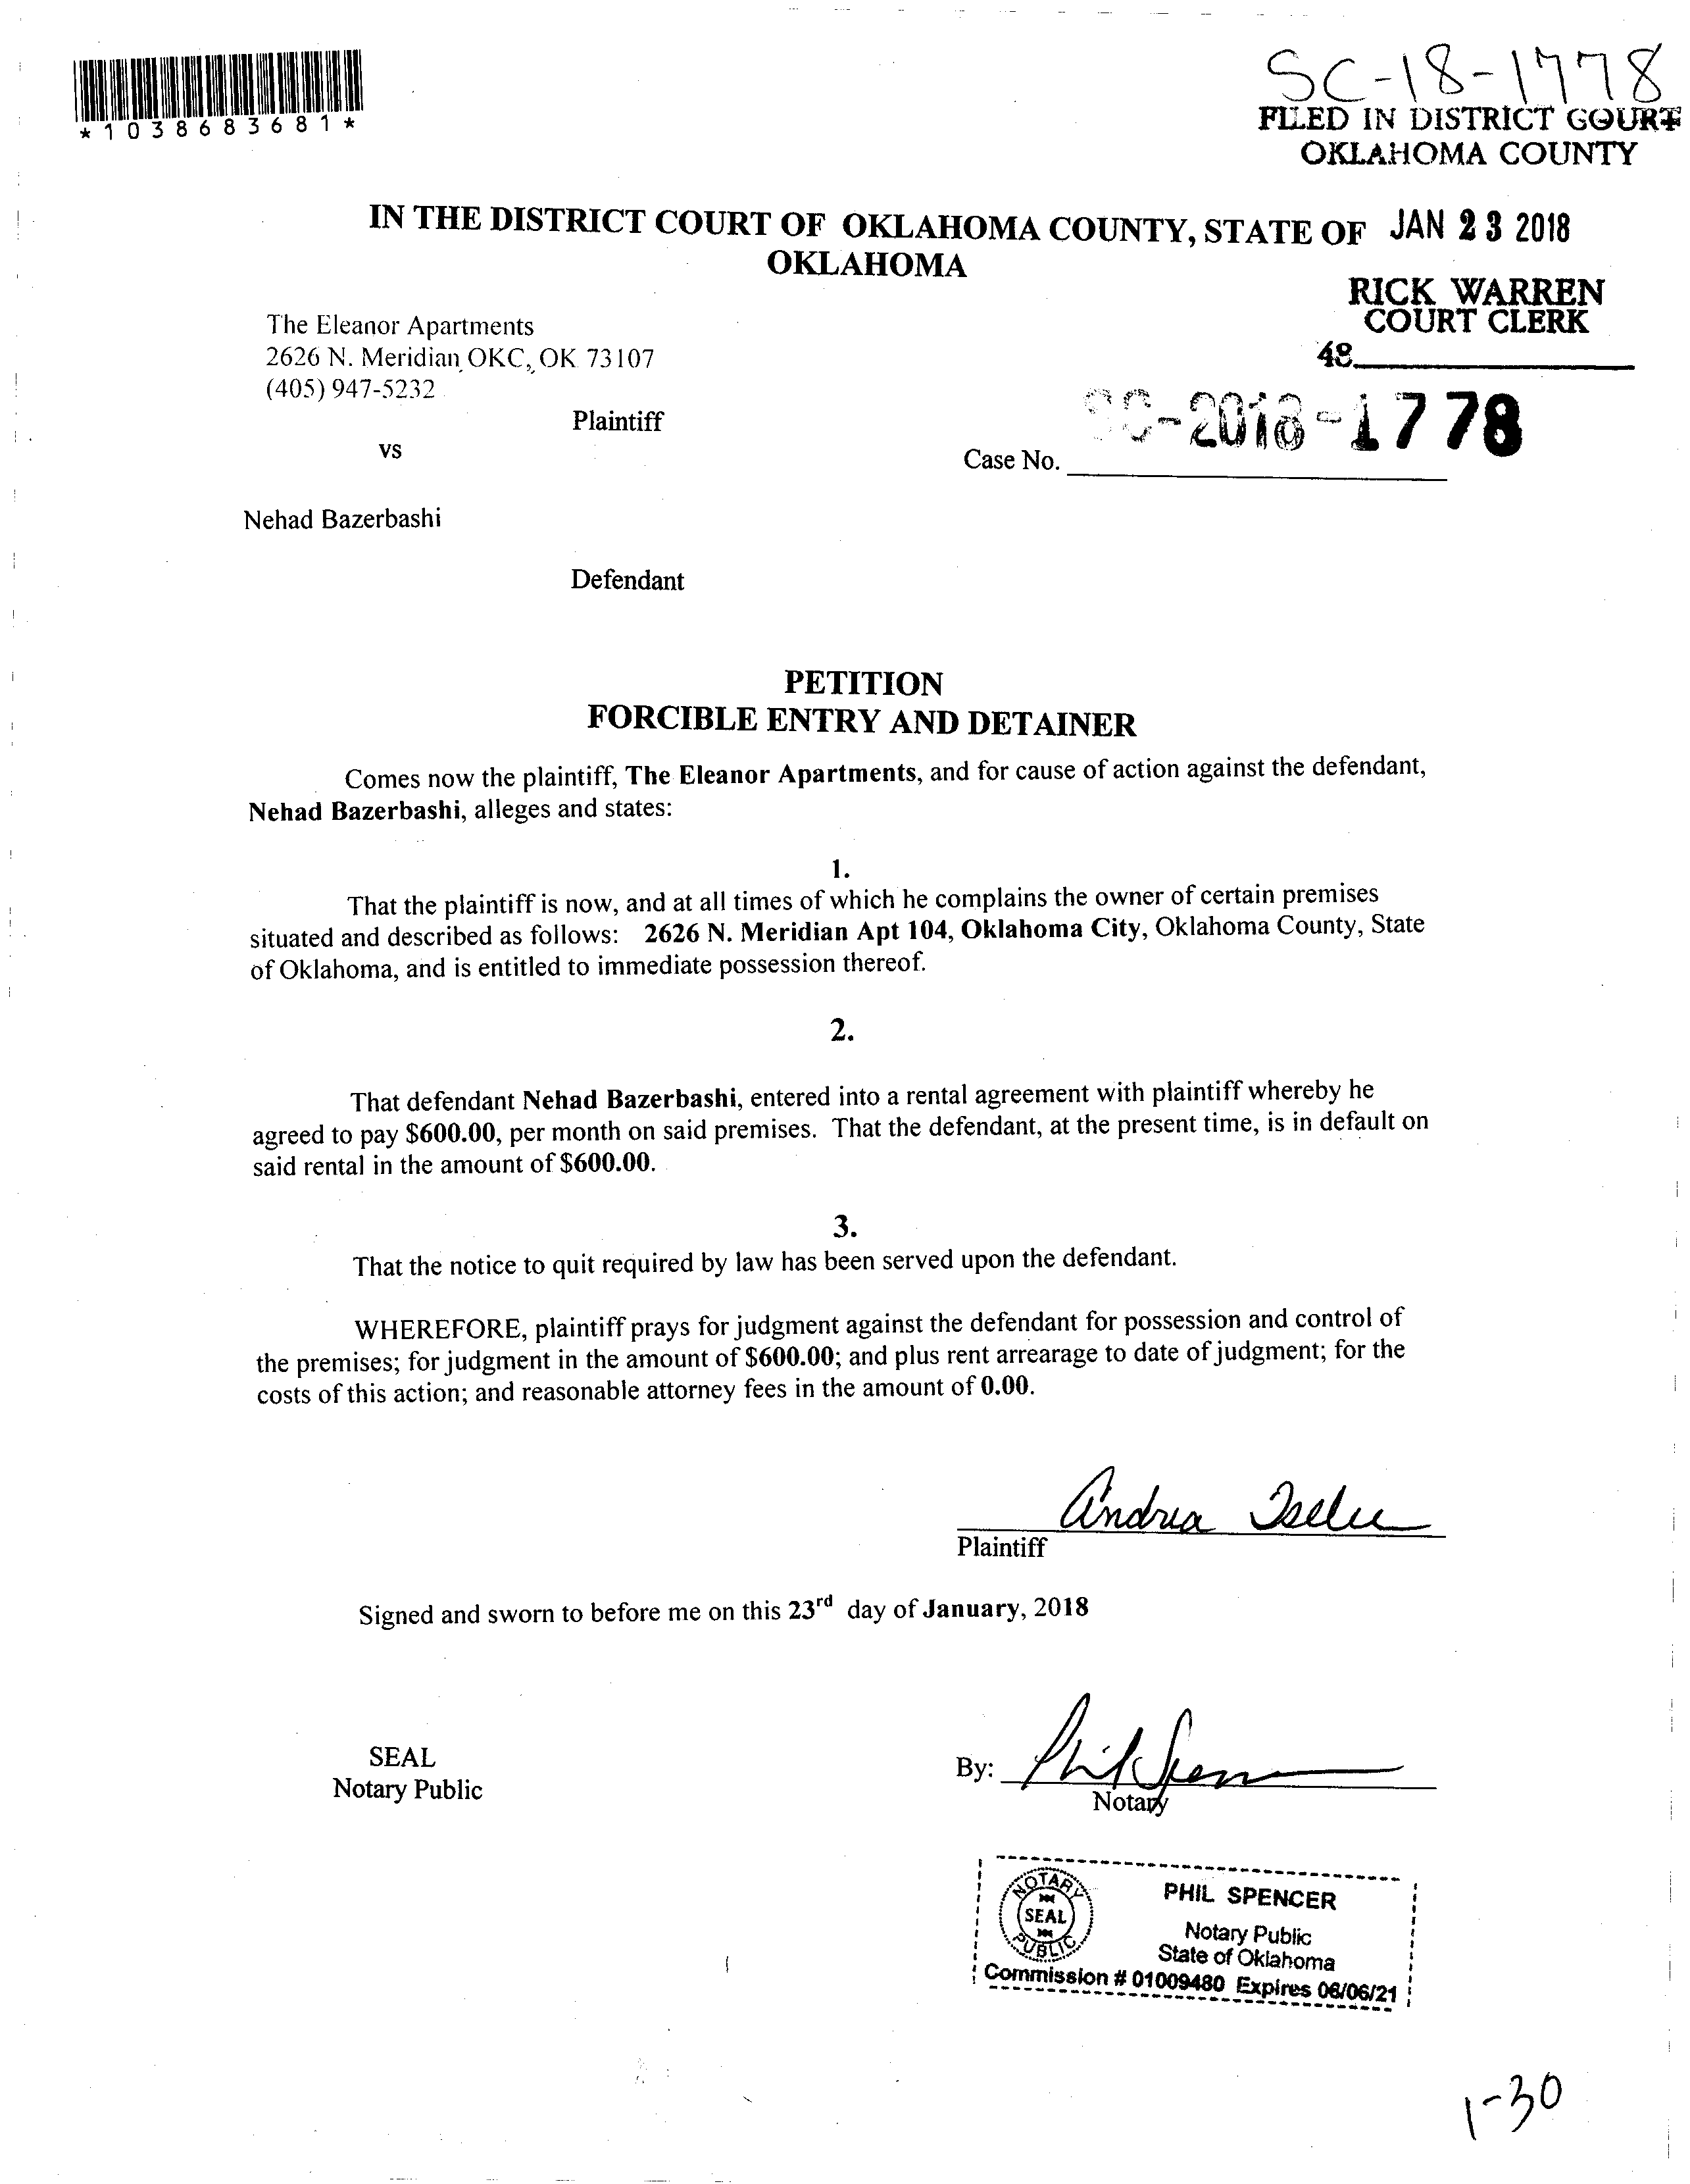 SC-18-1778
*1038683681*
FILED IN DISTRICT COURT
OKLAHOMA COUNTY
IN THE DISTRICT COURT OF OKLAHOMA COUNTY, STATE OF
OKLAHOMA
JAN 23 2018
RICK WARREN
COURT CLERK
48
The Eleanor Apartments
2626 N. Meridian OKC, OK 73107
(405) 947-5232
Plaintiff
vs
Case No. SC-2018-1778
Nehad Bazerbashi
Defendant
PETITION
FORCIBLE ENTRY AND DETAINER
Comes now the plaintiff, The Eleanor Apartments, and for cause of action against the defendant,
Nehad Bazerbashi, alleges and states:
1.
That the plaintiff is now, and at all times of which he complains the owner of certain premises
situated and described as follows: 2626 N. Meridian Apt 104, Oklahoma City, Oklahoma County, State
of Oklahoma, and is entitled to immediate possession thereof.
2.
That defendant Nehad Bazerbashi, entered into a rental agreement with plaintiff whereby he
agreed to pay $600.00, per month on said premises. That the defendant, at the present time, is in default on
said rental in the amount of $600.00.
3.
That the notice to quit required by law has been served upon the defendant.
WHEREFORE, plaintiff prays for judgment against the defendant for possession and control of
the premises; for judgment in the amount of $600.00; and plus rent arrearage to date of judgment; for the
costs of this action; and reasonable attorney fees in the amount of 0.00.
Andrea
Plaintiff
Signed and sworn to before me on this 23rd day of January, 2018
SEAL
Notary Public
By: Phil Spencer
Notary
NOTARY
SEAL
PUBLIC
PHIL SPENCER
Notary Public
State of Oklahoma
Commission # 01009480 Expires 06/06/21
1-30